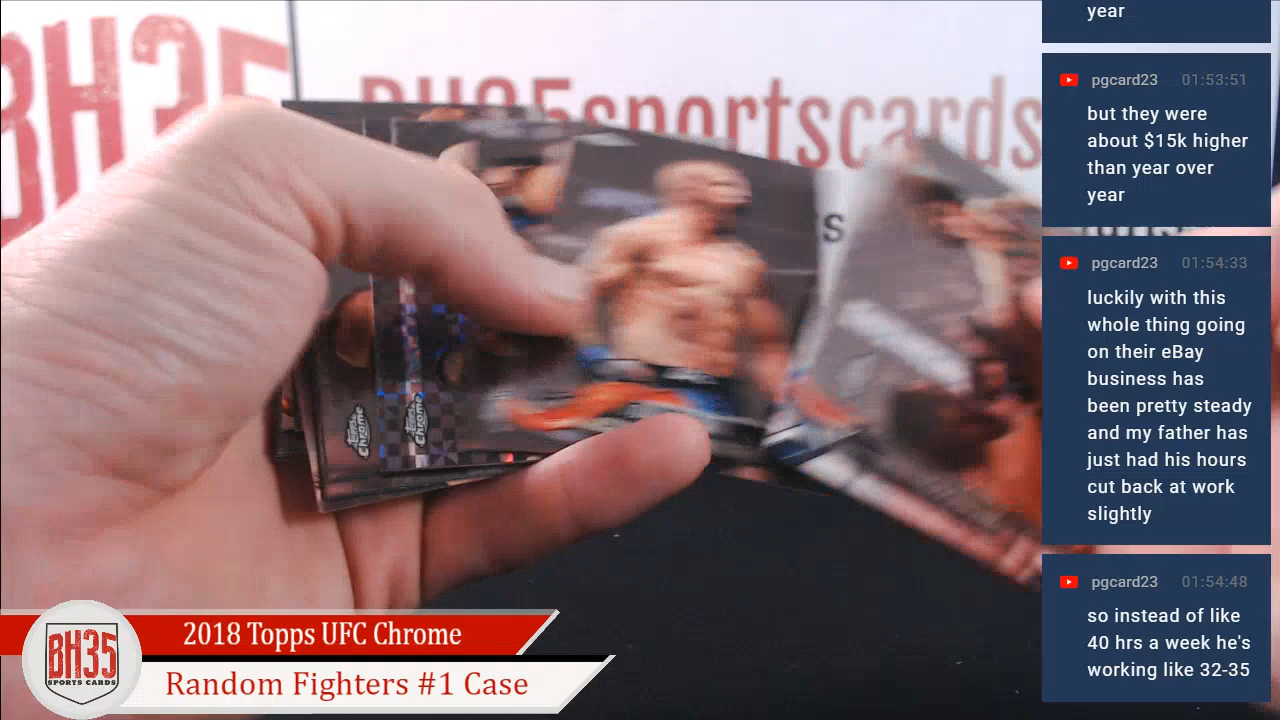 BH35
BH35sportscards
S
Topps
Chrome
Topps
Chrome
year
pgcard23 01:53:51
but they were
about $15k higher
than year over
year
pgcard23 01:54:33
luckily with this
whole thing going
on their eBay
business has
been pretty steady
and my father has
just had his hours
cut back at work
slightly
pgcard23 01:54:48
so instead of like
40 hrs a week he's
working like 32-35
BH35
SPORTS CARDS
2018 Topps UFC Chrome
Random Fighters #1 Case